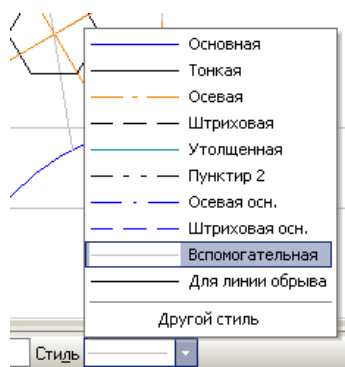 Основная
Тонкая
Осевая
Штриховая
Утолщенная
Пунктир 2
Осевая осн.
Штриховая осн.
Вспомогательная
Для линии обрыва
Другой стиль
Стиль